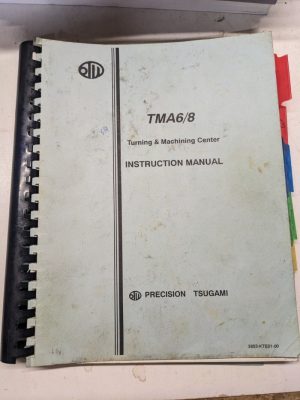 TMA6/8
Turning & Machining Center
INSTRUCTION MANUAL
PRECISION TSUGAMI